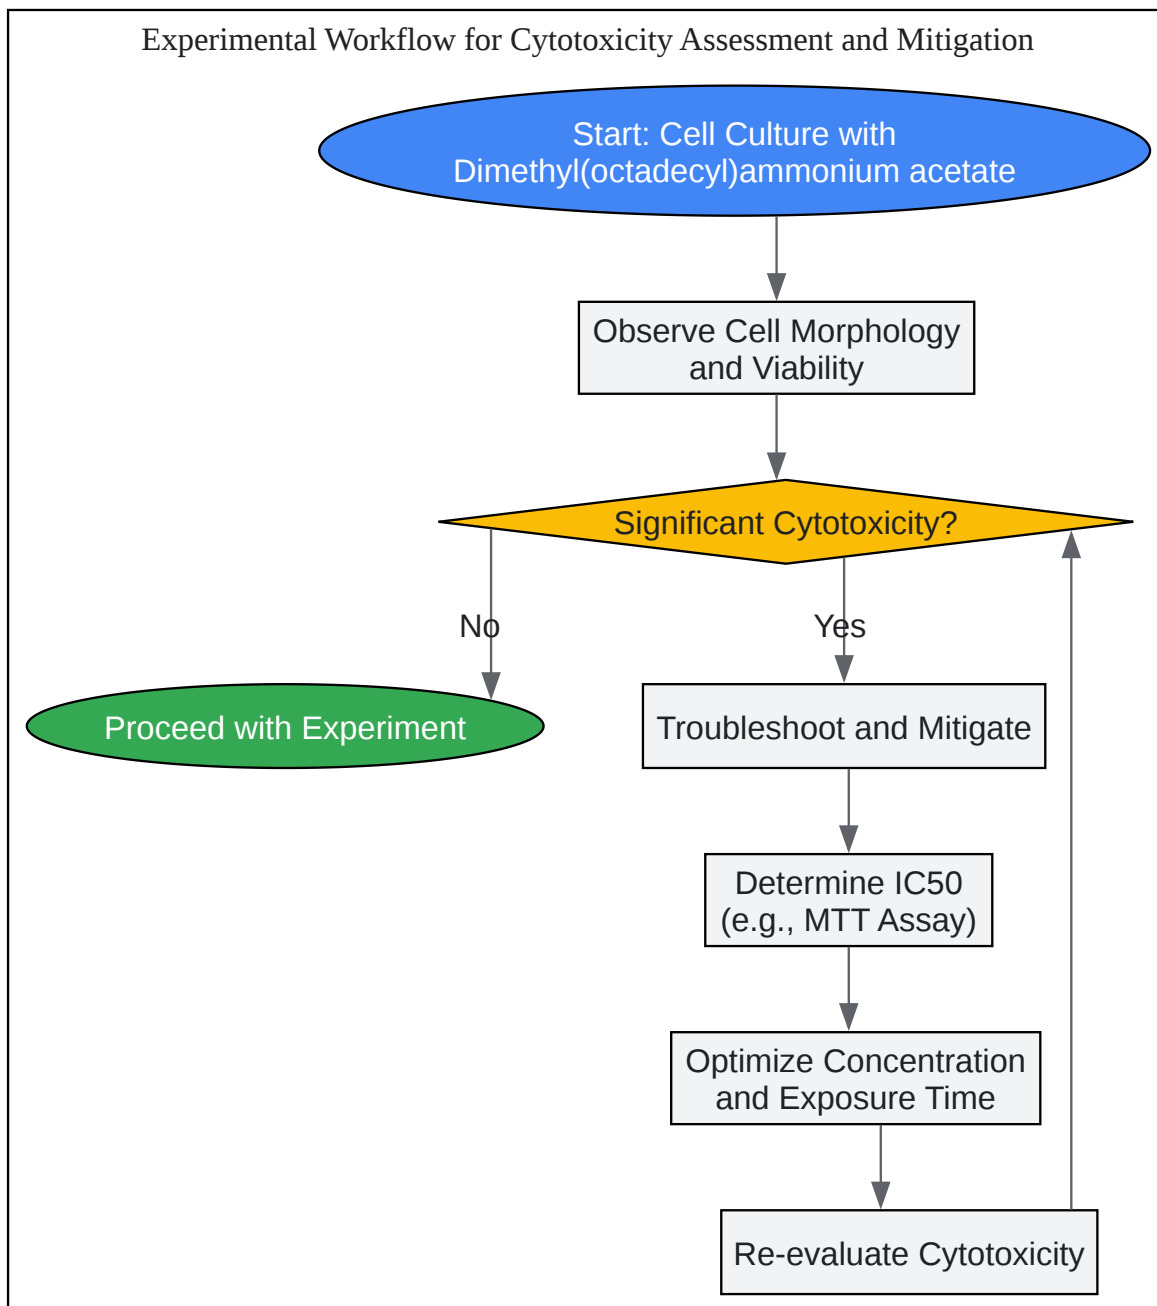 Experimental Workflow for Cytotoxicity Assessment and Mitigation
Start: Cell Culture with
Dimethyl(octadecyl)ammonium acetate
Observe Cell Morphology
and Viability
Significant Cytotoxicity?
No
Yes
Proceed with Experiment
Troubleshoot and Mitigate
Determine IC50
(e.g., MTT Assay)
Optimize Concentration
and Exposure Time
Re-evaluate Cytotoxicity